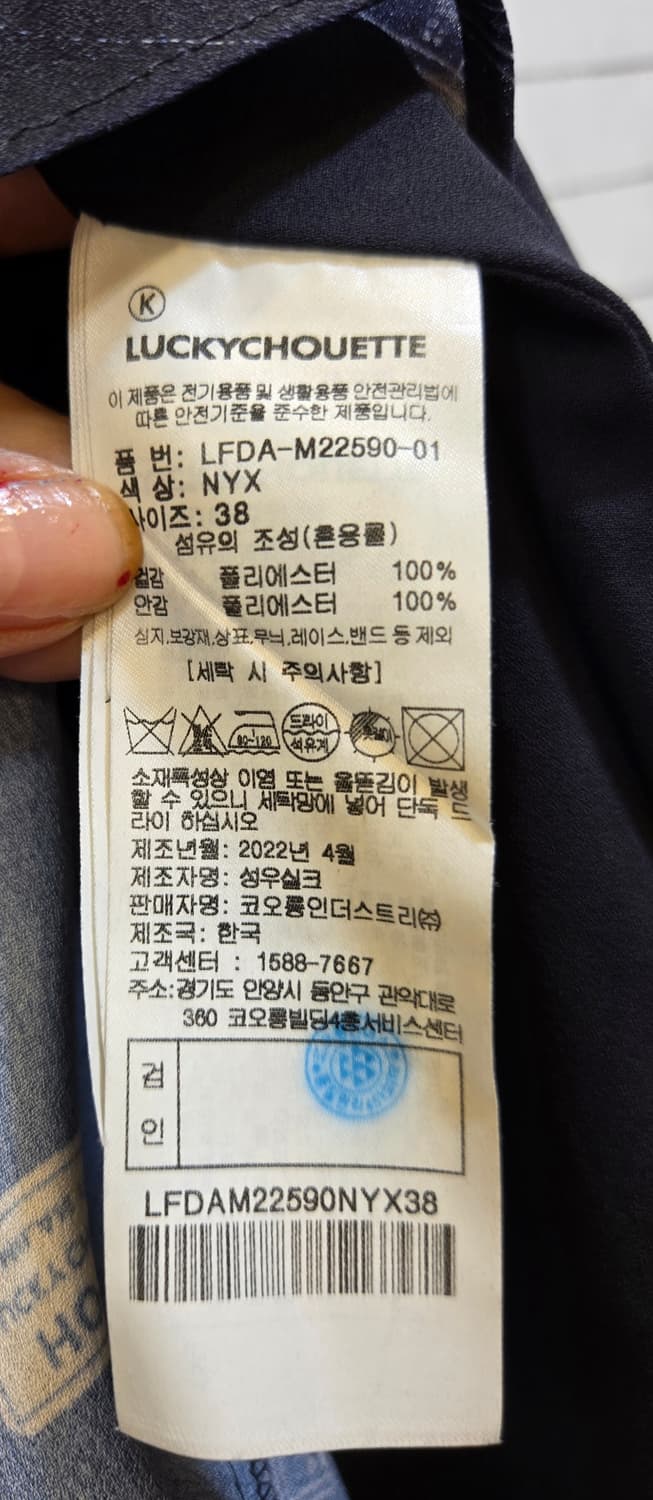 K
LUCKYCHOUETTE
이 제품은 전기용품 및 생활용품 안전관리법에
따른 안전기준을 준수한 제품입니다.
품 번: LFDA-M22590-01
색 상: NYX
사이즈: 38
섬유의 조성(혼용률)
겉감 폴리에스터 100%
안감 폴리에스터 100%
심지,보강재,상표,무늬,레이스,밴드 등 제외
[세탁 시 주의사항]
80~120 드라이
석유계
소재특성상 이염 또는 올뜯김이 발생
할 수 있으니 세탁망에 넣어 단독 드
라이 하십시오
제조년월: 2022년 4월
제조자명: 성우실크
판매자명: 코오롱인더스트리㈜
제조국: 한국
고객센터 : 1588-7667
주소:경기도 안양시 동안구 관악대로
360 코오롱빌딩4층서비스센터
검
인
LFDAM22590NYX38